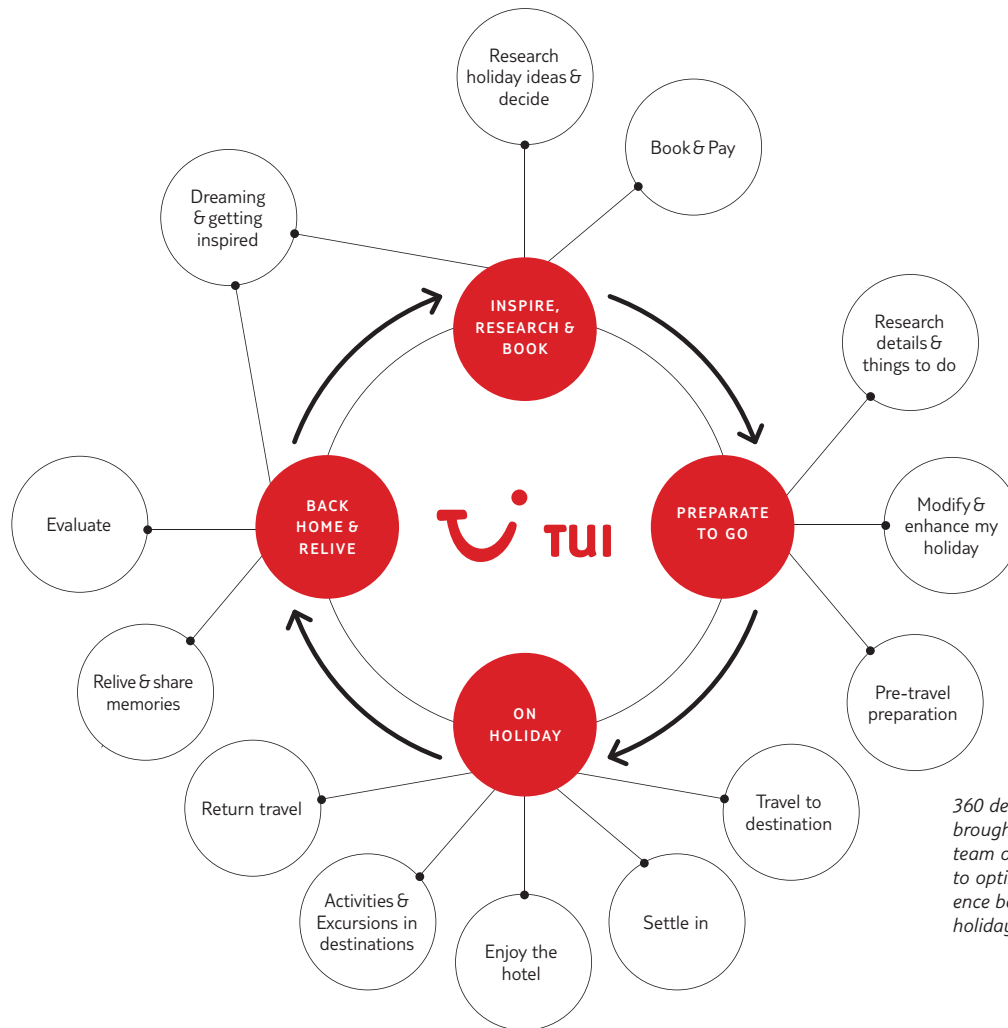 Research
holiday ideas &
decide
Book & Pay
Dreaming
& getting
inspired
INSPIRE,
RESEARCH &
BOOK
Research
details &
things to do
Evaluate
BACK
HOME &
RELIVE
TUI
PREPARATE
TO GO
Modify &
enhance my
holiday
Relive & share
memories
ON
HOLIDAY
Pre-travel
preparation
Return travel
Travel to
destination
Activities &
Excursions in
destinations
Enjoy the
hotel
Settle in
360 de
brough
team o
to opti
ence be
holiday